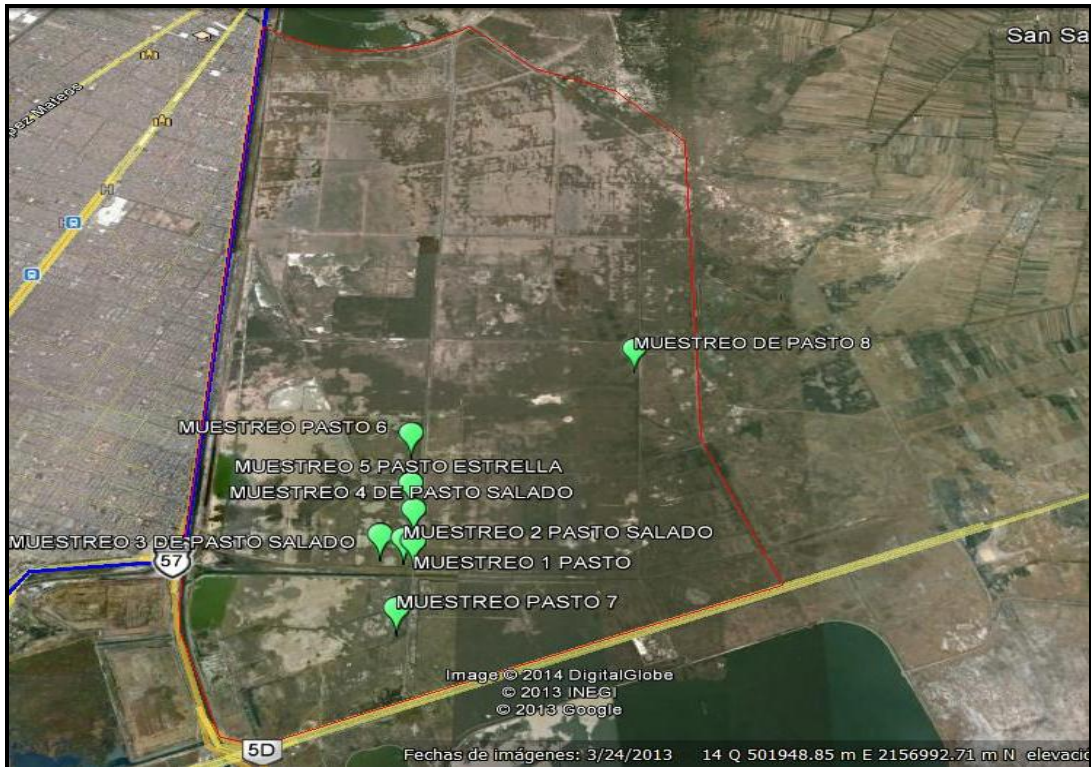 San Sa
pez Mateos
H
H
MUESTREO DE PASTO 8
MUESTREO PASTO 6
MUESTREO 5 PASTO ESTRELLA
MUESTREO 4 DE PASTO SALADO
MUESTREO 2 PASTO SALADO
MUESTREO 3 DE PASTO SALADO
57
MUESTREO 1 PASTO
MUESTREO PASTO 7
Image © 2014 DigitalGlobe
© 2013 INEGI
© 2013 Google
5D
Fechas de imágenes: 3/24/2013 14 Q 501948.85 m E 2156992.71 m N elevació